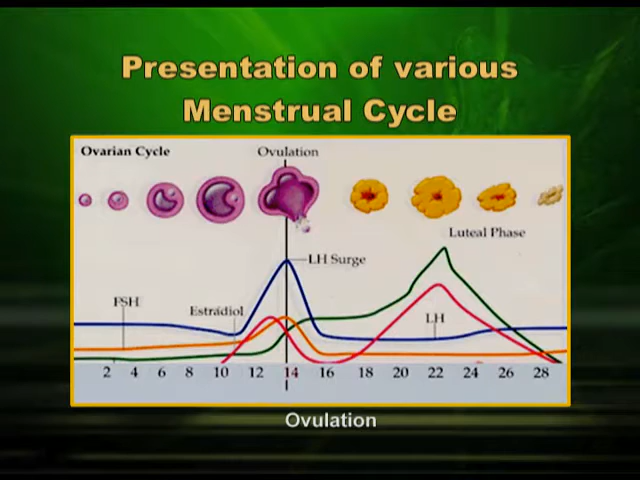 Presentation of various
Menstrual Cycle
Ovarian Cycle
Ovulation
Luteal Phase
LH Surge
FSH
Estradiol
LH
2 4 6 8 10 12 14 16 18 20 22 24 26 28
Ovulation